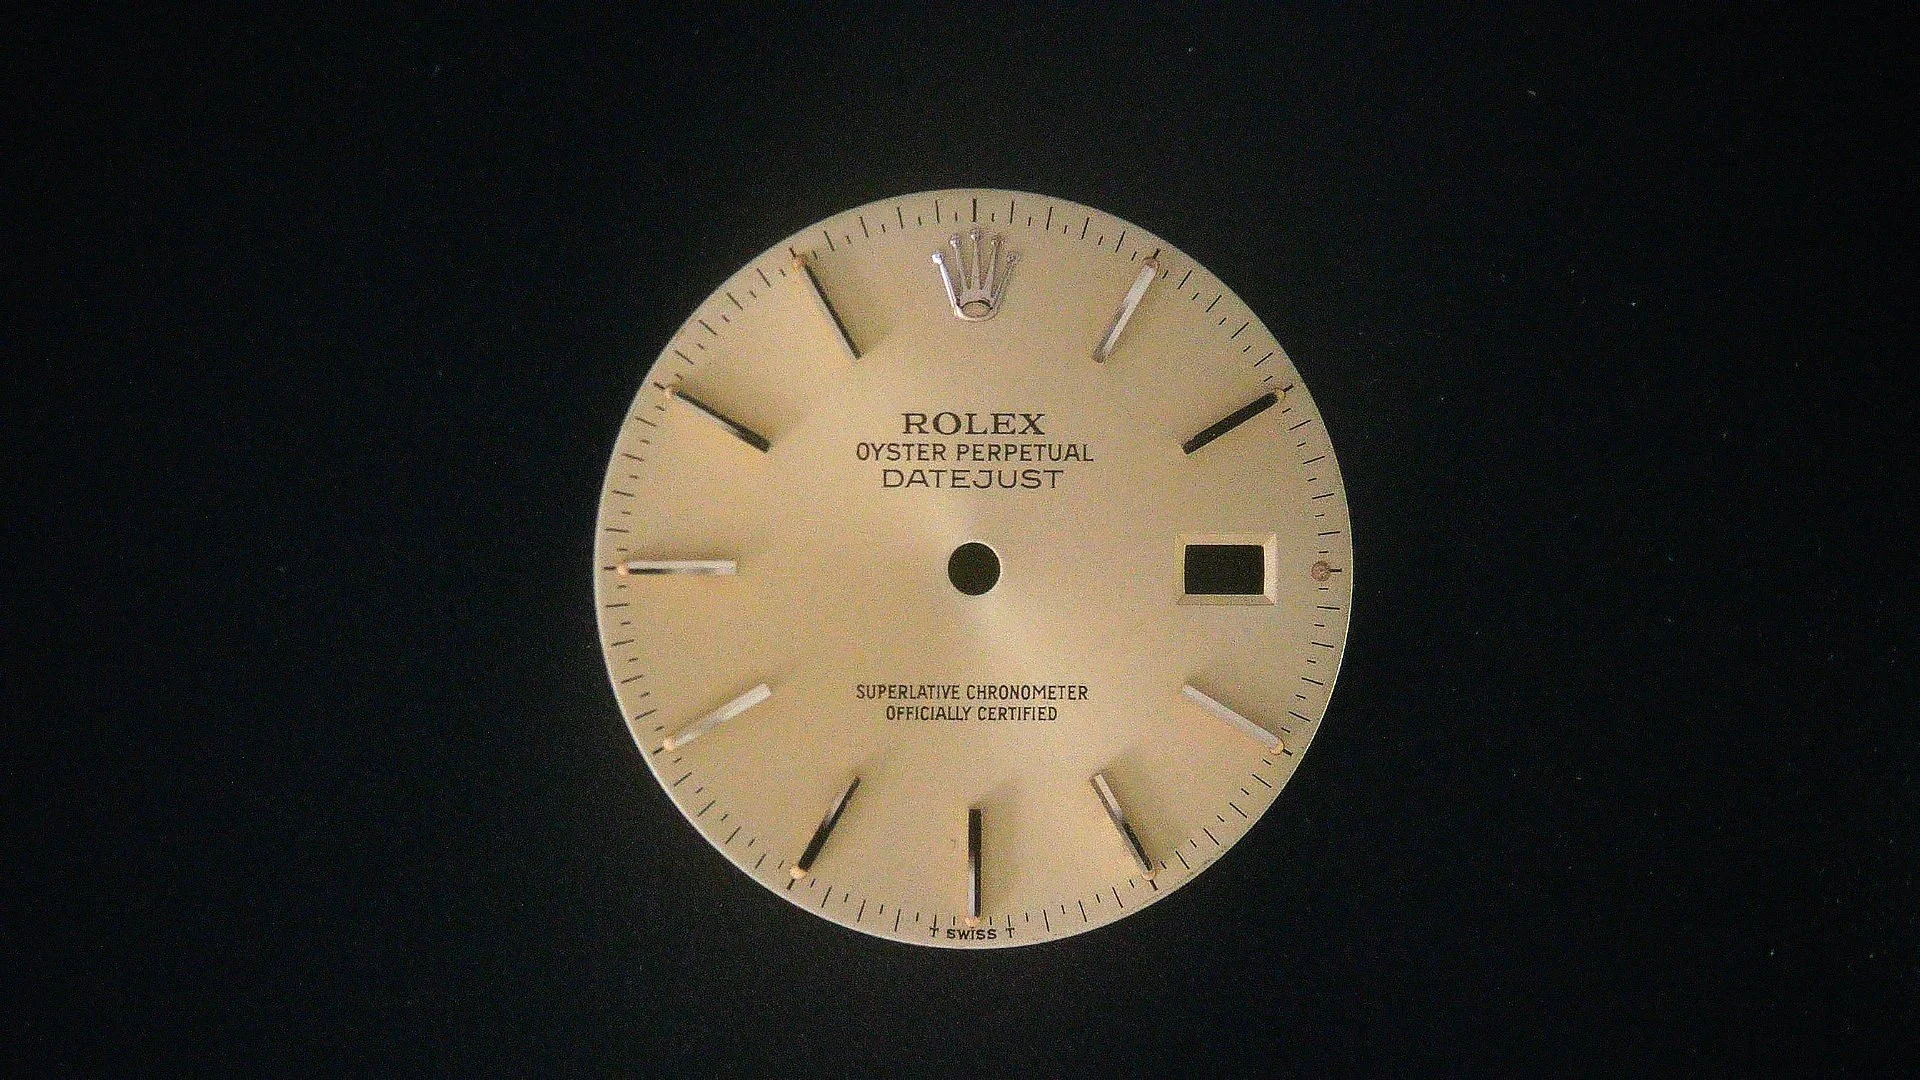 ROLEX
OYSTER PERPETUAL
DATEJUST
SUPERLATIVE CHRONOMETER
OFFICIALLY CERTIFIED
T SWISS T